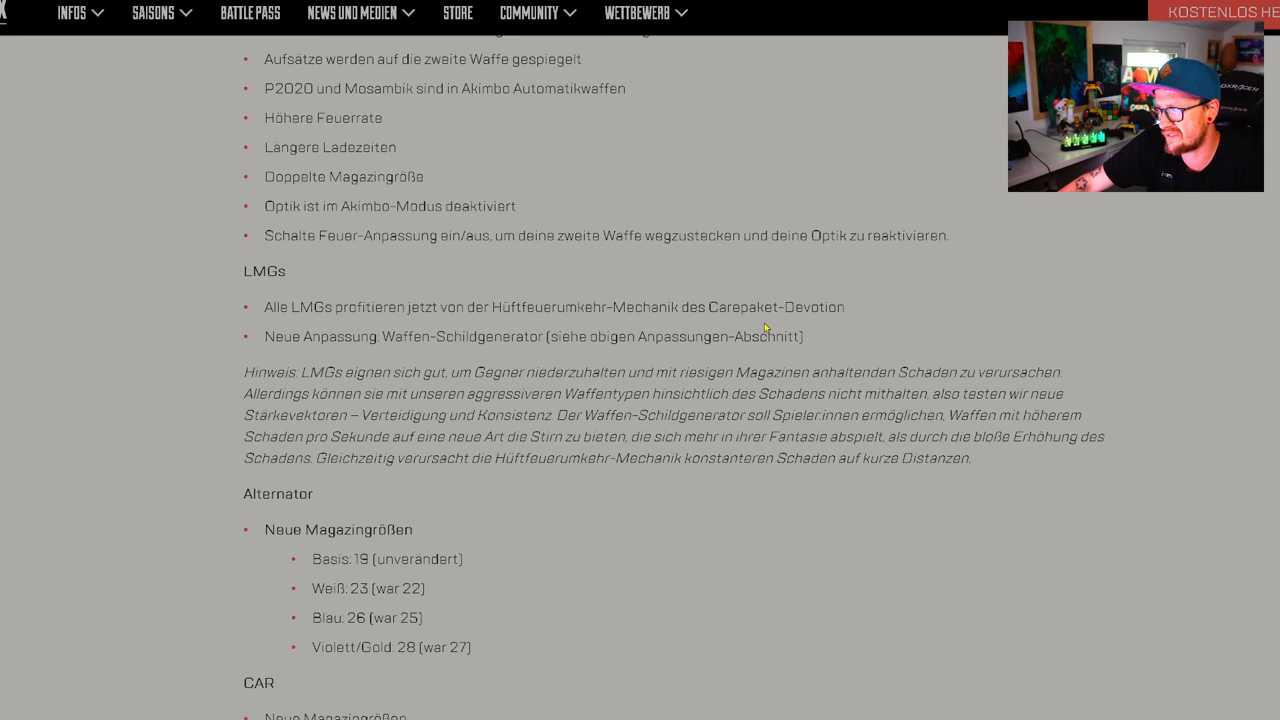 INFOS SAISONS BATTLE PASS NEWS UND MEDIEN STORE COMMUNITY WETTBEWERB KOSTENLOS HE
Aufsätze werden auf die zweite Waffe gespiegelt
P2020 und Mosambik sind in Akimbo Automatikwaffen
Höhere Feuerrate
Längere Ladezeiten
Doppelte Magazingröße
Optik ist im Akimbo-Modus deaktiviert
Schalte Feuer-Anpassung ein/aus, um deine zweite Waffe wegzustecken und deine Optik zu reaktivieren.
LMGs
Alle LMGs profitieren jetzt von der Hüftfeuerumkehr-Mechanik des Carepaket-Devotion
Neue Anpassung: Waffen-Schildgenerator (siehe obigen Anpassungen-Abschnitt)
Hinweis: LMGs eignen sich gut, um Gegner niederzuhalten und mit riesigen Magazinen anhaltenden Schaden zu verursachen.
Allerdings können sie mit unseren aggressiveren Waffentypen hinsichtlich des Schadens nicht mithalten, also testen wir neue
Stärkevektoren – Verteidigung und Konsistenz. Der Waffen-Schildgenerator soll Spieler:innen ermöglichen, Waffen mit höherem
Schaden pro Sekunde auf eine neue Art die Stirn zu bieten, die sich mehr in ihrer Fantasie abspielt, als durch die bloße Erhöhung des
Schadens. Gleichzeitig verursacht die Hüftfeuerumkehr-Mechanik konstanteren Schaden auf kurze Distanzen.
Alternator
Neue Magazingrößen
Basis: 19 (unverändert)
Weiß: 23 (war 22)
Blau: 26 (war 25)
Violett/Gold: 28 (war 27)
CAR
Neue Magazingrößen